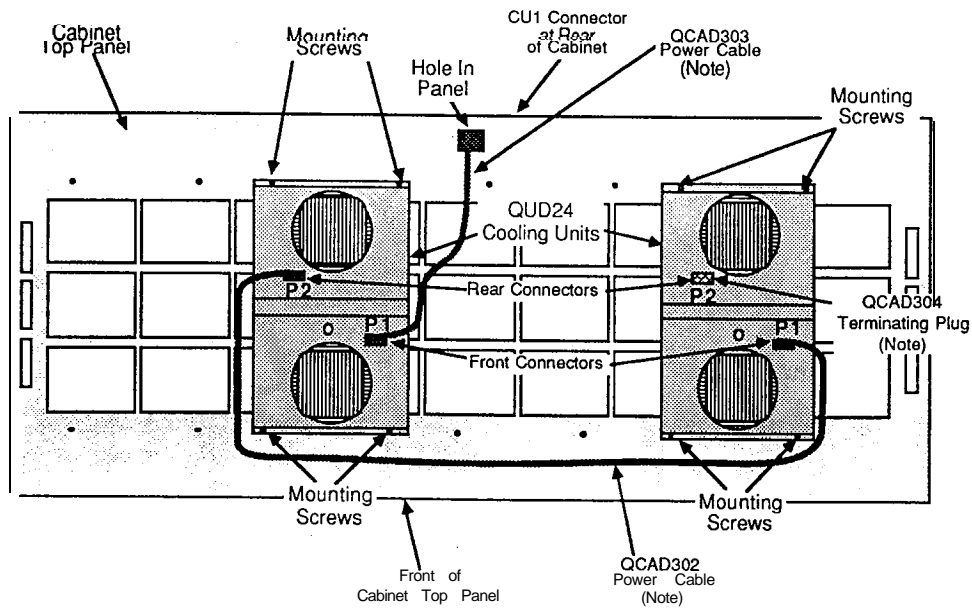 Cabinet
Top Panel
Mounting
Screws
Hole In
Panel
CU1 Connector
at Rear
of Cabinet
QCAD303
Power Cable
(Note)
Mounting
Screws
QUD24
Cooling Units
P2
Rear Connectors
P2
QCAD304
Terminating Plug
(Note)
O P1
Front Connectors
O P1
Mounting
Screws
Mounting
Screws
Front of
Cabinet Top Panel
QCAD302
Power Cable
(Note)